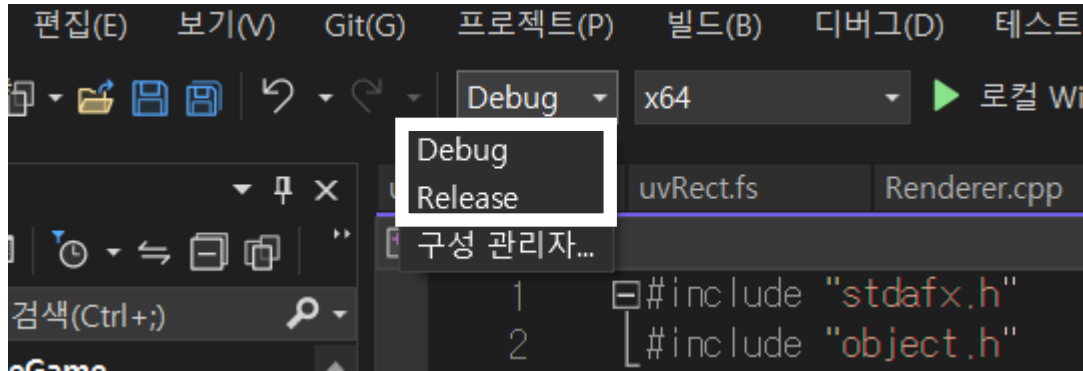 편집(E) 보기(V) Git(G) 프로젝트(P) 빌드(B) 디버그(D) 테스트
Debug x64 로컬 Wi
Debug
Release
구성 관리자...
uvRect.fs Renderer.cpp
검색(Ctrl+;)
1 #include "stdafx.h"
2 #include "object.h"